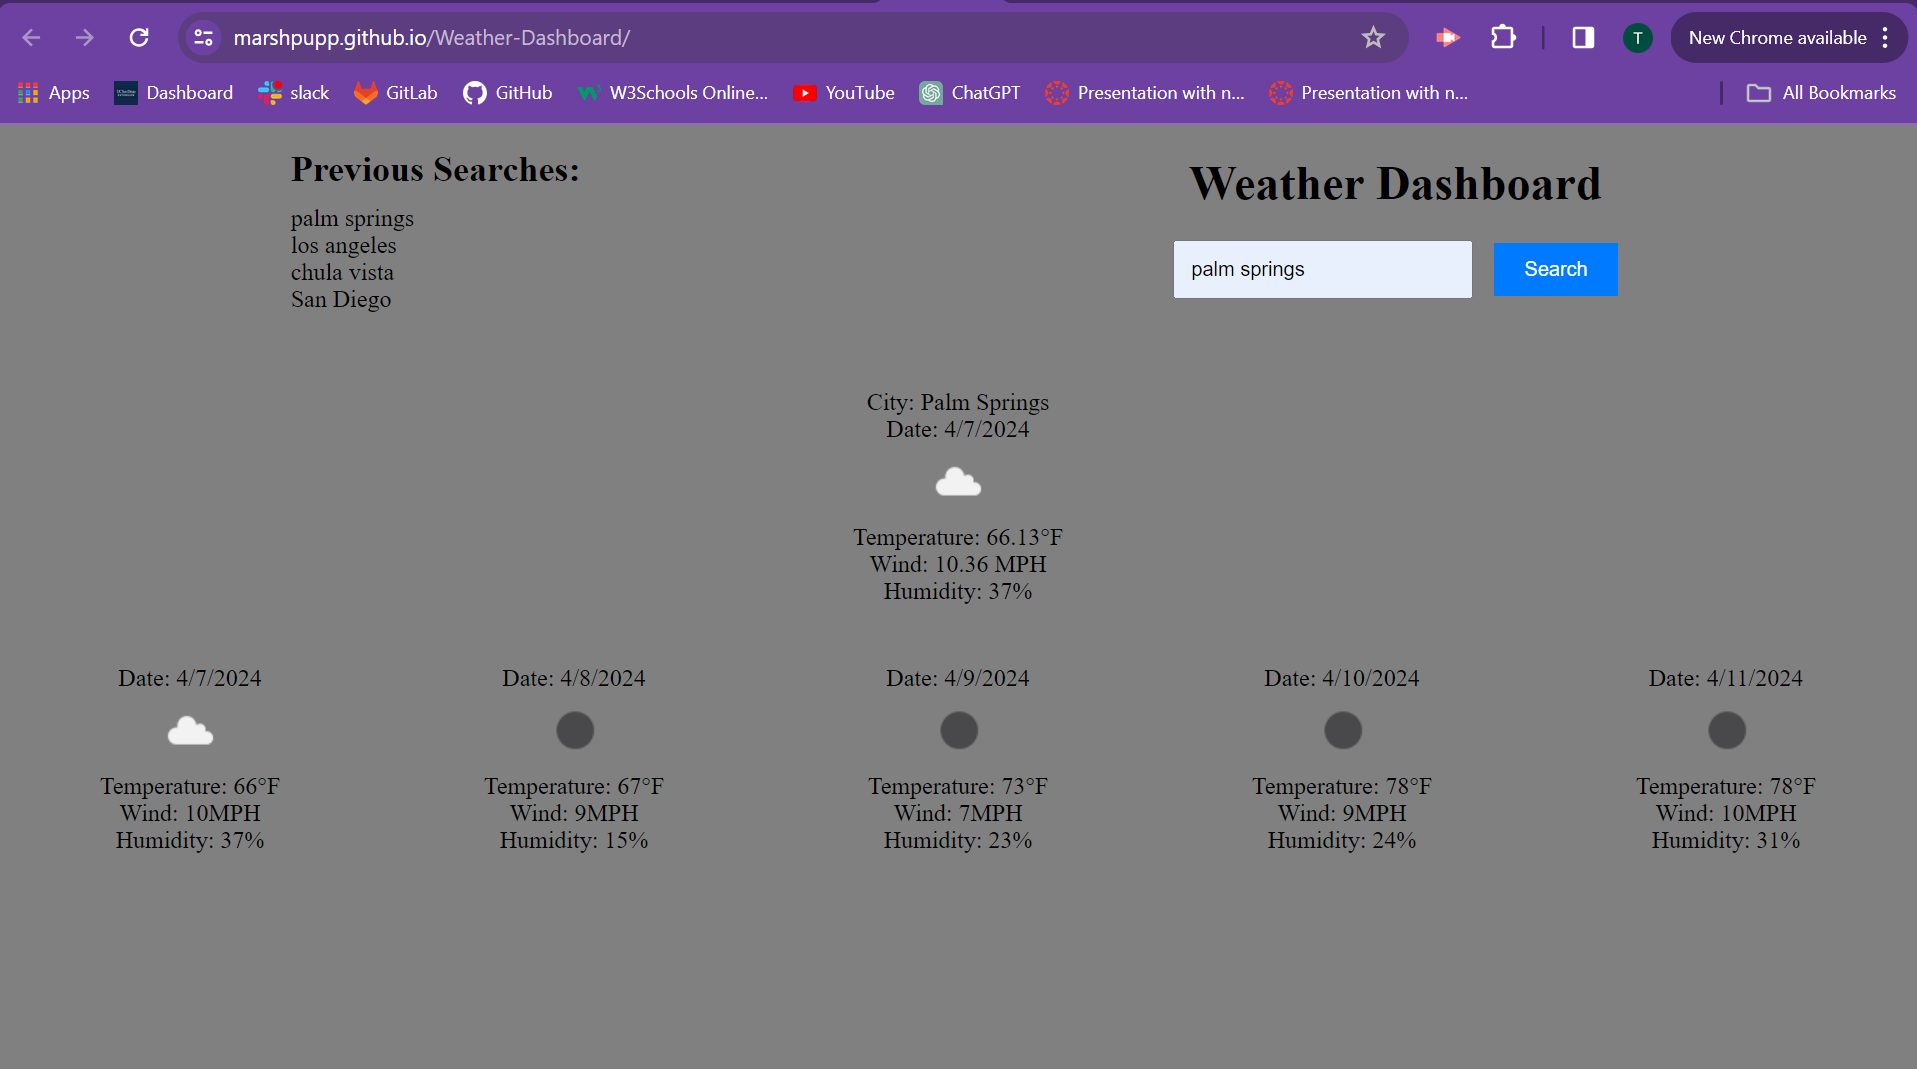 marshpupp.github.io/Weather-Dashboard/
T
New Chrome available
Apps
Dashboard
slack
GitLab
GitHub
W3Schools Online...
YouTube
ChatGPT
Presentation with n...
Presentation with n...
All Bookmarks
Previous Searches:
palm springs
los angeles
chula vista
San Diego
Weather Dashboard
palm springs
Search
City: Palm Springs
Date: 4/7/2024
Temperature: 66.13°F
Wind: 10.36 MPH
Humidity: 37%
Date: 4/7/2024
Temperature: 66°F
Wind: 10MPH
Humidity: 37%
Date: 4/8/2024
Temperature: 67°F
Wind: 9MPH
Humidity: 15%
Date: 4/9/2024
Temperature: 73°F
Wind: 7MPH
Humidity: 23%
Date: 4/10/2024
Temperature: 78°F
Wind: 9MPH
Humidity: 24%
Date: 4/11/2024
Temperature: 78°F
Wind: 10MPH
Humidity: 31%